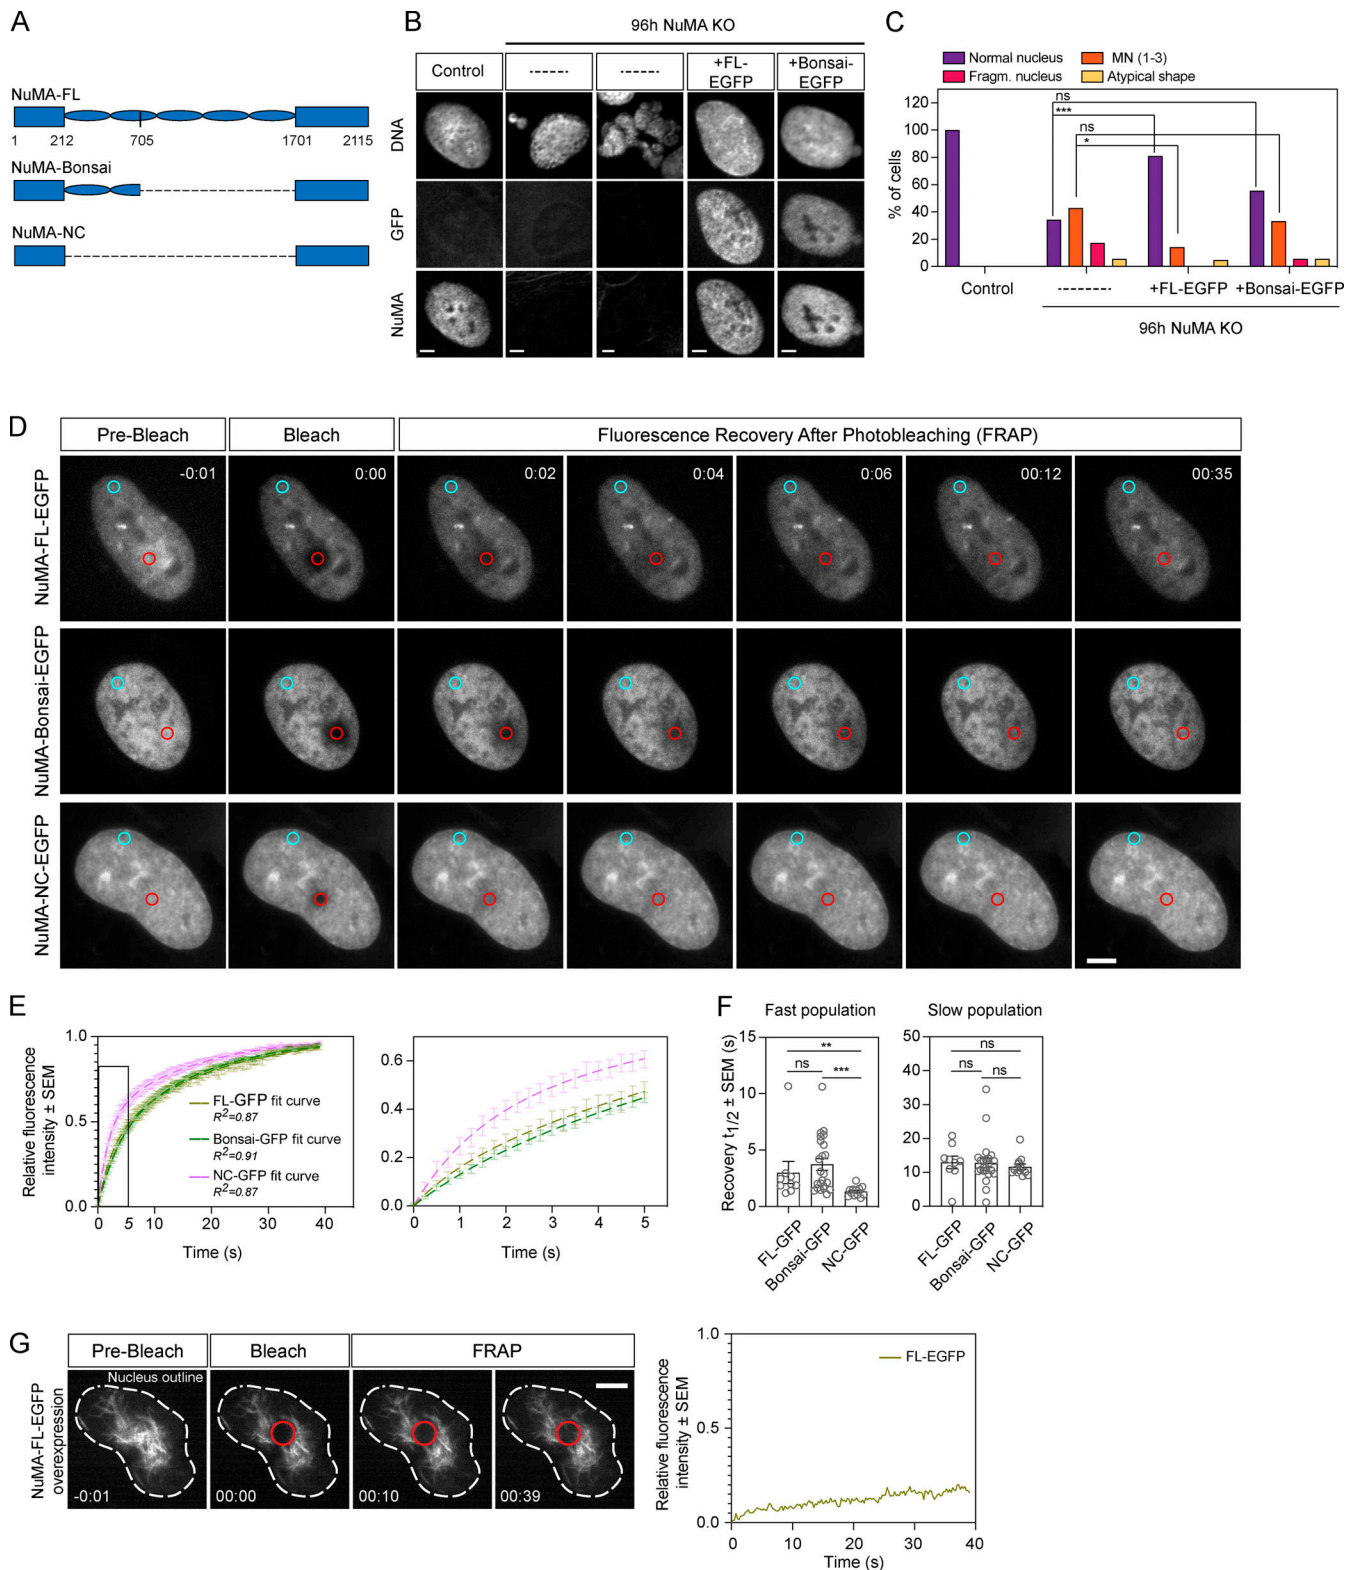 A
NuMA-FL
1 212 705 1701 2115
NuMA-Bonsai
NuMA-NC
B
96h NuMA KO
Control
+FL-
EGFP
+Bonsai-
EGFP
DNA
GFP
NuMA
C
Normal nucleus
MN (1-3)
Fragm. nucleus
Atypical shape
% of cells
120
100
80
60
40
20
0
ns
***
ns
*
Control
+FL-EGFP
+Bonsai-EGFP
96h NuMA KO
D
Pre-Bleach
Bleach
Fluorescence Recovery After Photobleaching (FRAP)
NuMA-FL-EGFP
-0:01
0:00
0:02
0:04
0:06
00:12
00:35
NuMA-Bonsai-EGFP
NuMA-NC-EGFP
E
Relative fluorescence
intensity ± SEM
1.0
0.5
0.0
FL-GFP fit curve
R²=0.87
Bonsai-GFP fit curve
R²=0.91
NC-GFP fit curve
R²=0.87
0 5 10 20 30 40
Time (s)
0.6
0.4
0.2
0.0
0 1 2 3 4 5
Time (s)
F
Fast population
Recovery t1/2 ± SEM (s)
15
10
5
0
**
ns
***
FL-GFP
Bonsai-GFP
NC-GFP
Slow population
50
40
30
20
10
0
ns
ns
ns
FL-GFP
Bonsai-GFP
NC-GFP
G
Pre-Bleach
Bleach
FRAP
NuMA-FL-EGFP
overexpression
Nucleus outline
-0:01
00:00
00:10
00:39
Relative fluorescence
intensity ± SEM
1.0
0.5
0.0
FL-EGFP
0 10 20 30 40
Time (s)